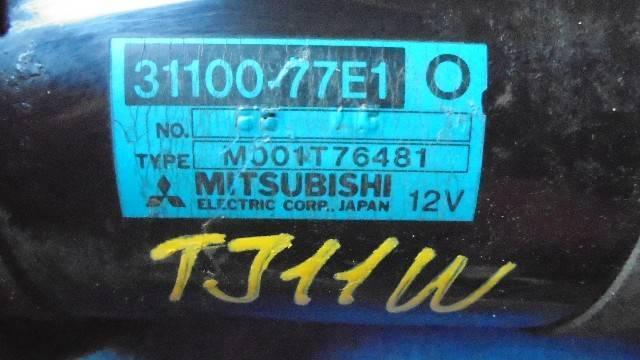 31100-77E1
NO.
TYPE M001T76481
MITSUBISHI
ELECTRIC CORP., JAPAN 12V
TJ11W